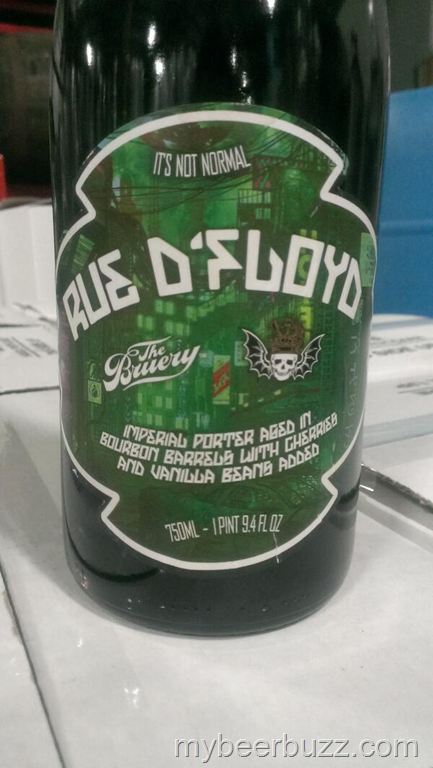 IT'S NOT NORMAL
RUE D'FLOYD
The
Bruery
IMPERIAL PORTER AGED IN
BOURBON BARRELS WITH CHERRIES
AND VANILLA BEANS ADDED
750ML - 1 PINT 9.4 FL OZ
mybeerbuzz.com